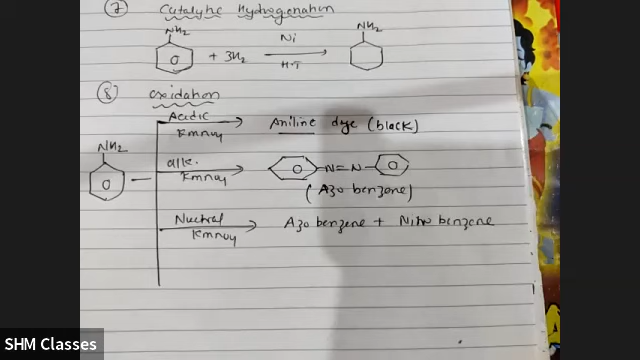 7 Catalytic Hydrogenation
NH2 NH2
+ 3H2 Ni
H.T
8 Oxidation
Acidic
KMnO4 Aniline dye (black)
NH2
alk.
KMnO4 N=N
(Azo benzene)
Nuetral
KMnO4 Azo benzene + Nitro benzene
SHM Classes